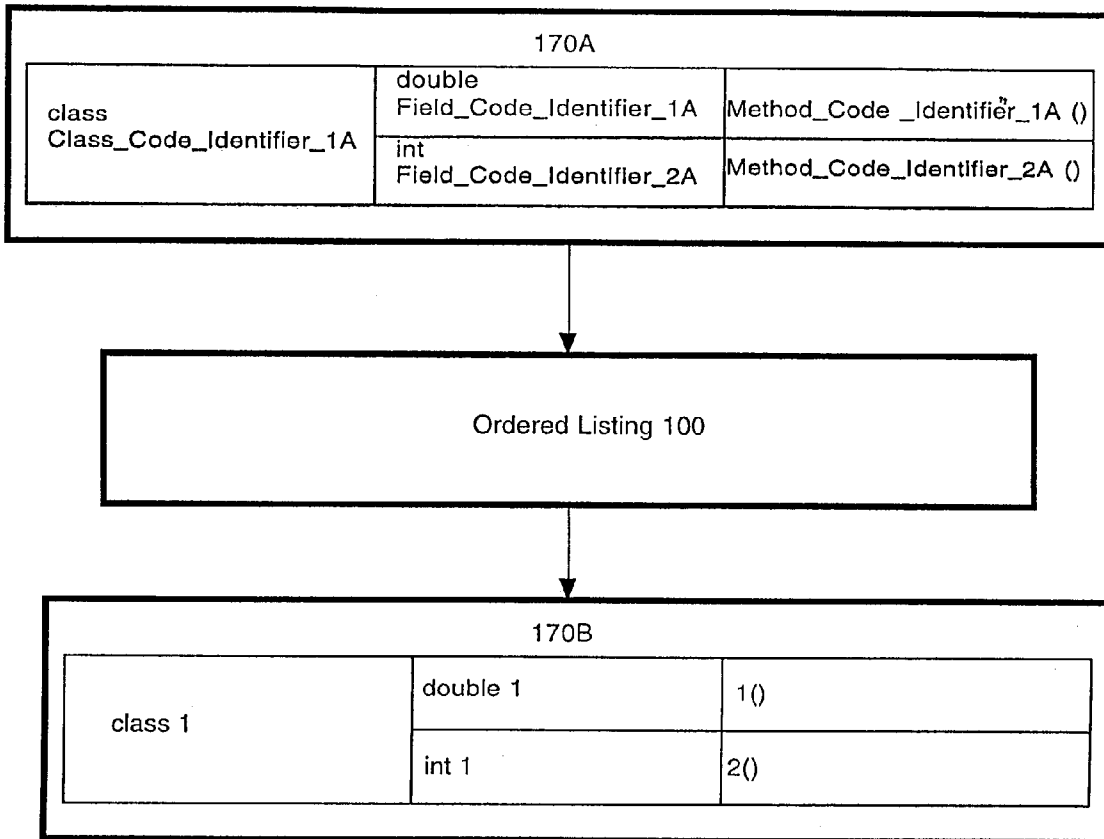 170A
class
Class_Code_Identifier_1A
double
Field_Code_Identifier_1A
Method_Code _Identifier_1A ()
int
Field_Code_Identifier_2A
Method_Code_Identifier_2A ()
Ordered Listing 100
170B
class 1
double 1
1()
int 1
2()